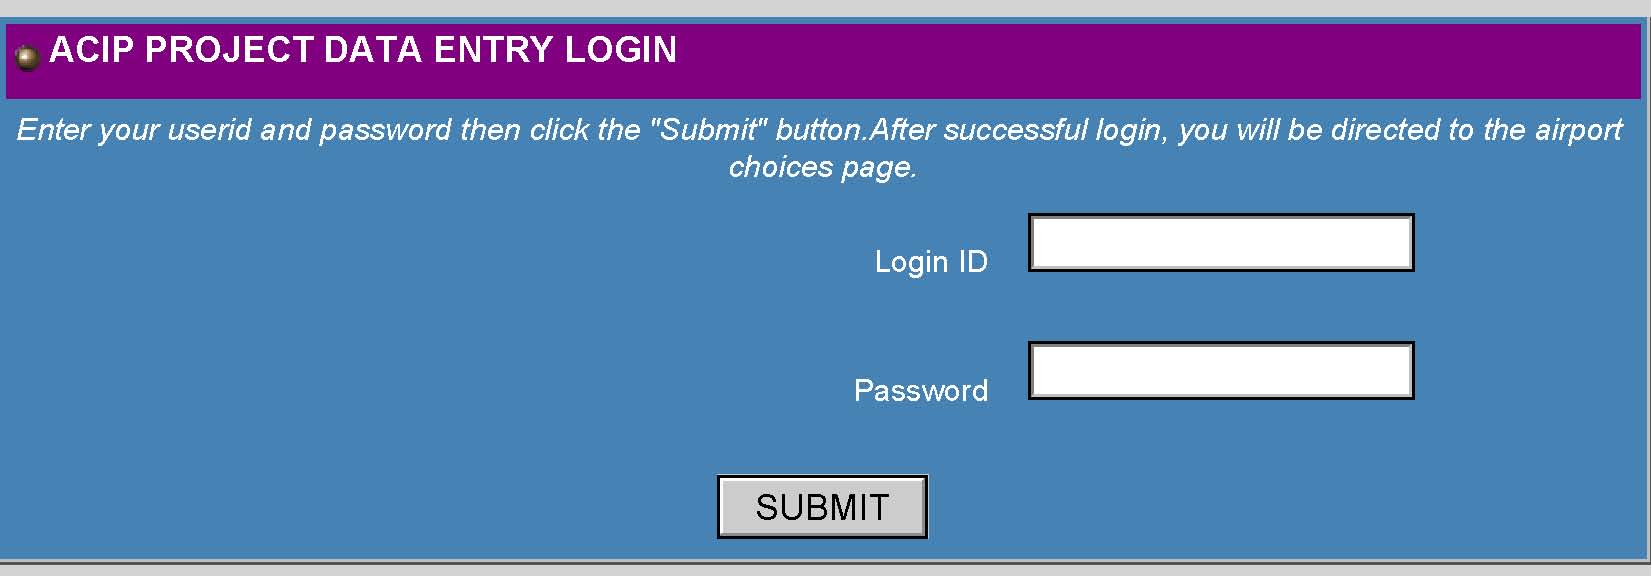 ACIP PROJECT DATA ENTRY LOGIN
Enter your userid and password then click the "Submit" button.After successful login, you will be directed to the airport
choices page.
Login ID
Password
SUBMIT